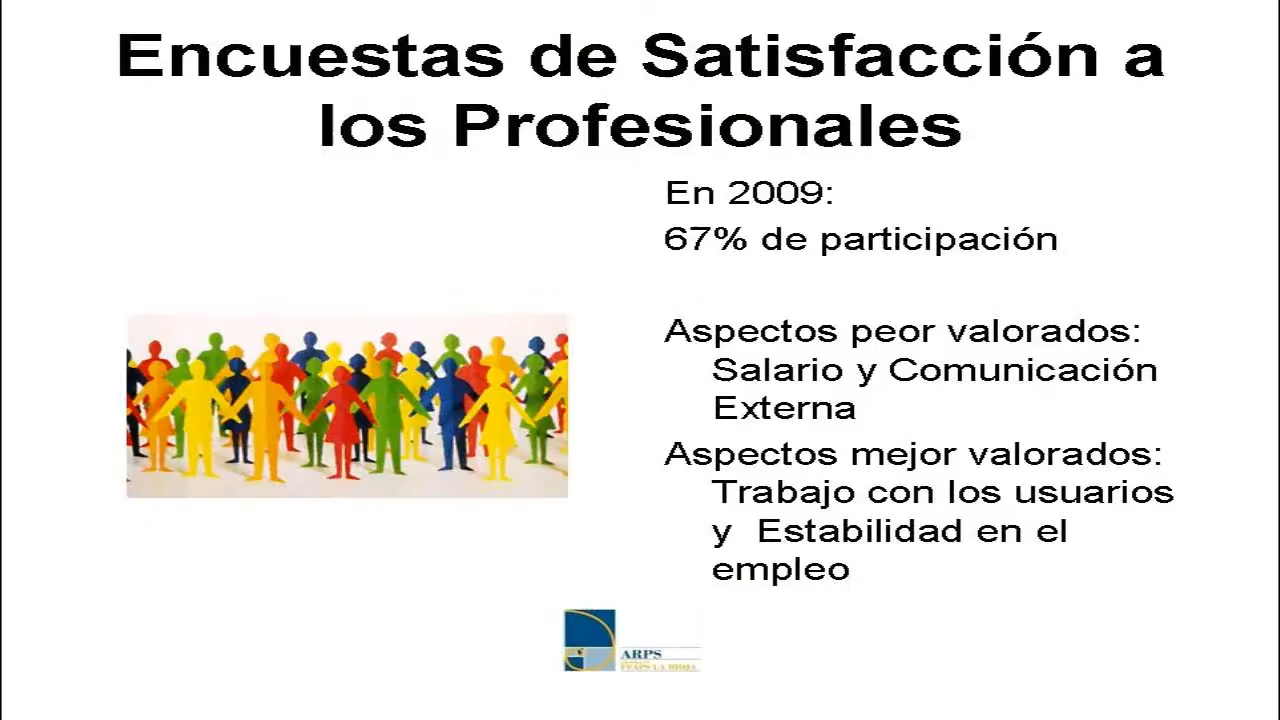 Encuestas de Satisfacción a
los Profesionales
En 2009:
67% de participación
Aspectos peor valorados:
Salario y Comunicación
Externa
Aspectos mejor valorados:
Trabajo con los usuarios
y Estabilidad en el
empleo
ARPS
FEAPS LA RIOJA